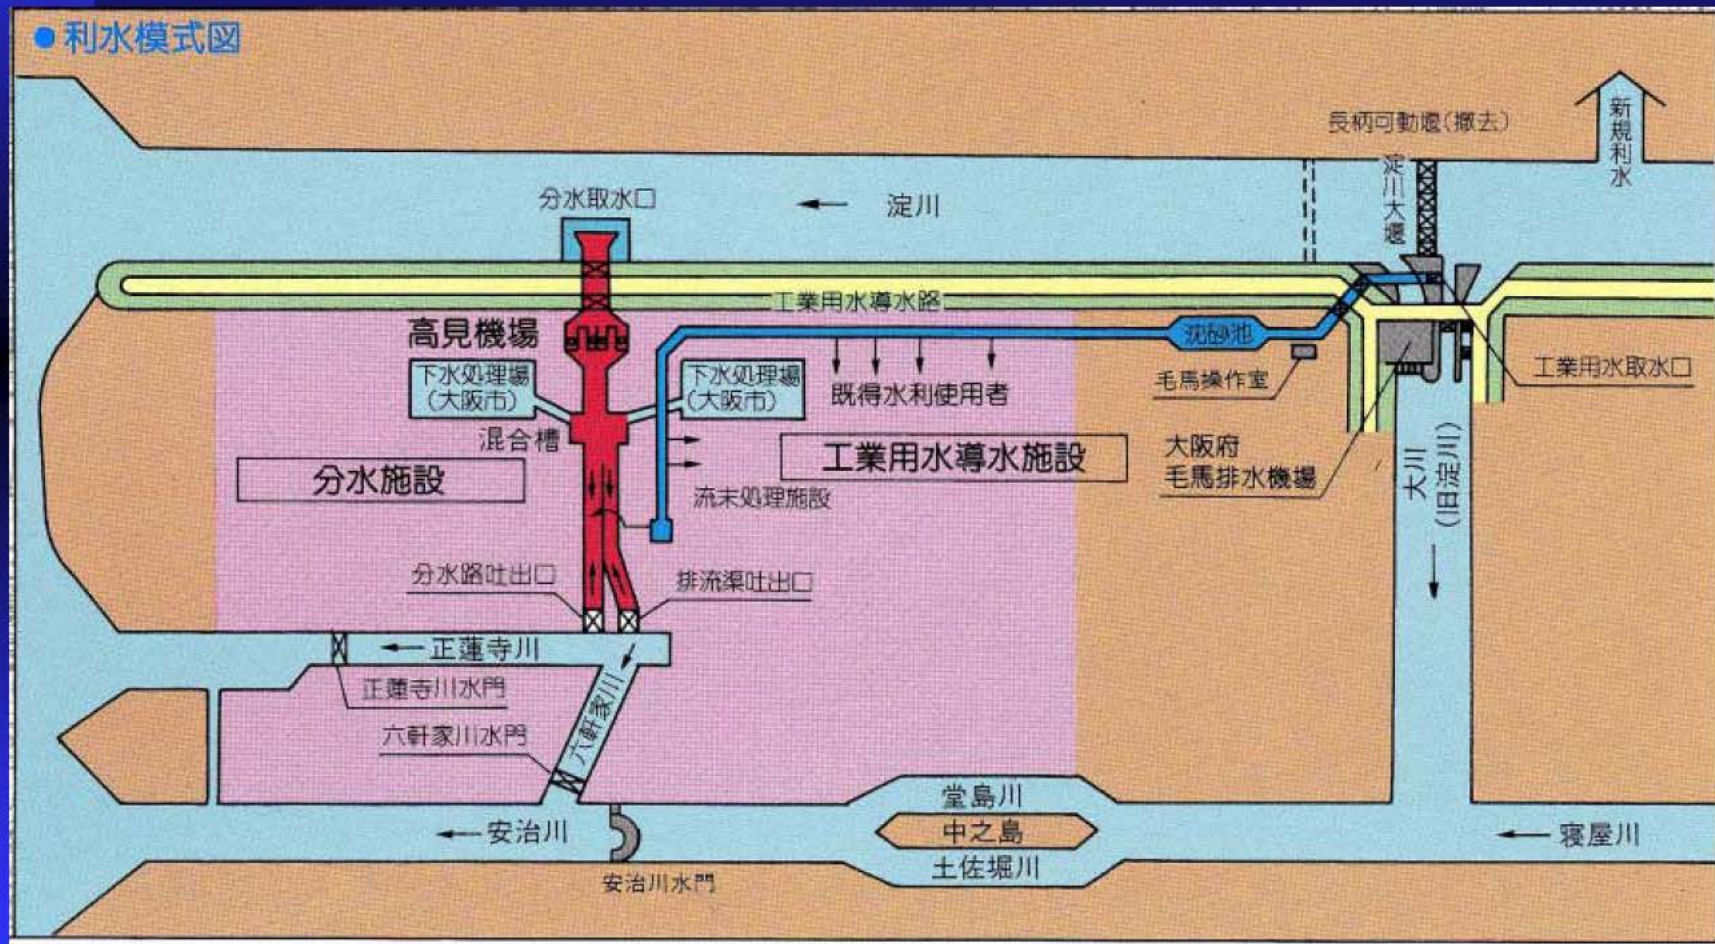 ●利水模式図
長柄可動堰(撤去)
新規利水
淀川大堰
分水取水口
← 淀川
工業用水導水路
高見機場
沈砂池
下水処理場
(大阪市)
下水処理場
(大阪市)
既得水利使用者
毛馬操作室
工業用水取水口
混合槽
分水施設
工業用水導水施設
大阪府
毛馬排水機場
大川
(旧淀川)
流末処理施設
分水路吐出口
排流渠吐出口
← 正蓮寺川
正蓮寺川水門
六軒家川
六軒家川水門
堂島川
← 安治川
中之島
← 寝屋川
土佐堀川
安治川水門